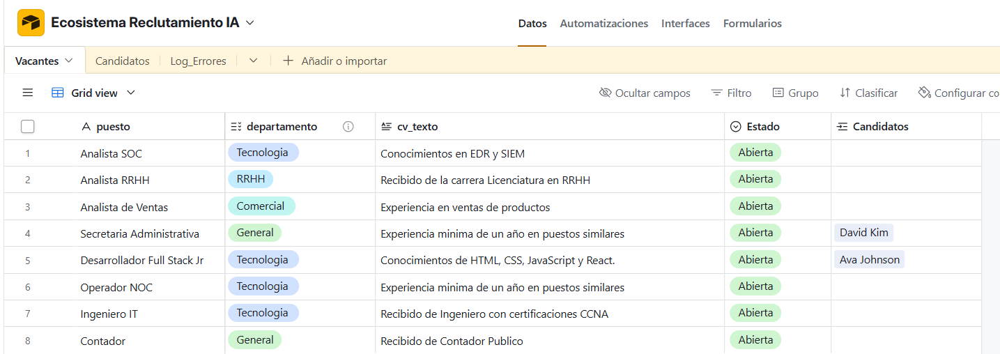 Ecosistema Reclutamiento IA
Datos Automatizaciones Interfaces Formularios
Vacantes Candidatos Log_Errores Añadir o importar
Grid view Ocultar campos Filtro Grupo Clasificar Configurar co
puesto departamento cv_texto Estado Candidatos
1 Analista SOC Tecnologia Conocimientos en EDR y SIEM Abierta
2 Analista RRHH RRHH Recibido de la carrera Licenciatura en RRHH Abierta
3 Analista de Ventas Comercial Experiencia en ventas de productos Abierta
4 Secretaria Administrativa General Experiencia minima de un año en puestos similares Abierta David Kim
5 Desarrollador Full Stack Jr Tecnologia Conocimientos de HTML, CSS, JavaScript y React. Abierta Ava Johnson
6 Operador NOC Tecnologia Experiencia minima de un año en puestos similares Abierta
7 Ingeniero IT Tecnologia Recibido de Ingeniero con certificaciones CCNA Abierta
8 Contador General Recibido de Contador Publico Abierta